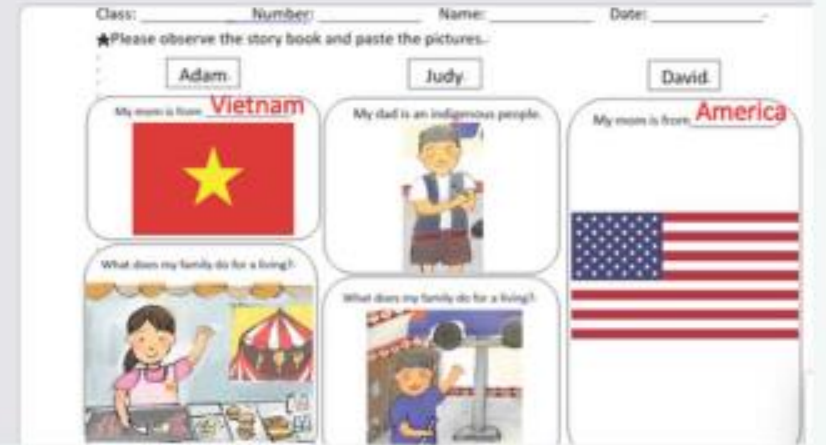 Class: Number: Name: Date:
★Please observe the story book and paste the pictures.
Adam Judy David
My mom is from Vietnam
My dad is an indigenous people.
My mom is from America
What does my family do for a living?
What does my family do for a living?